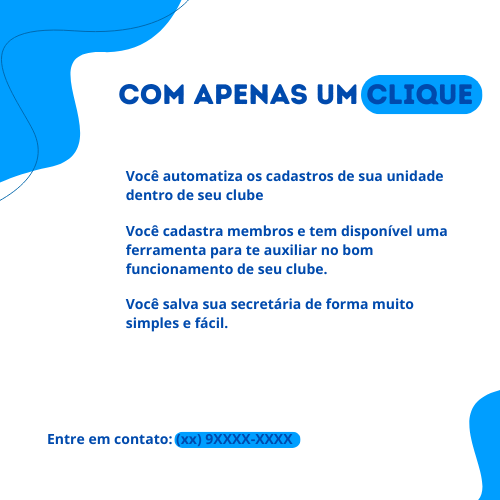 COM APENAS UM CLIQUE
Você automatiza os cadastros de sua unidade
dentro de seu clube
Você cadastra membros e tem disponível uma
ferramenta para te auxiliar no bom
funcionamento de seu clube.
Você salva sua secretária de forma muito
simples e fácil.
Entre em contato: (xx) 9XXXX-XXXX